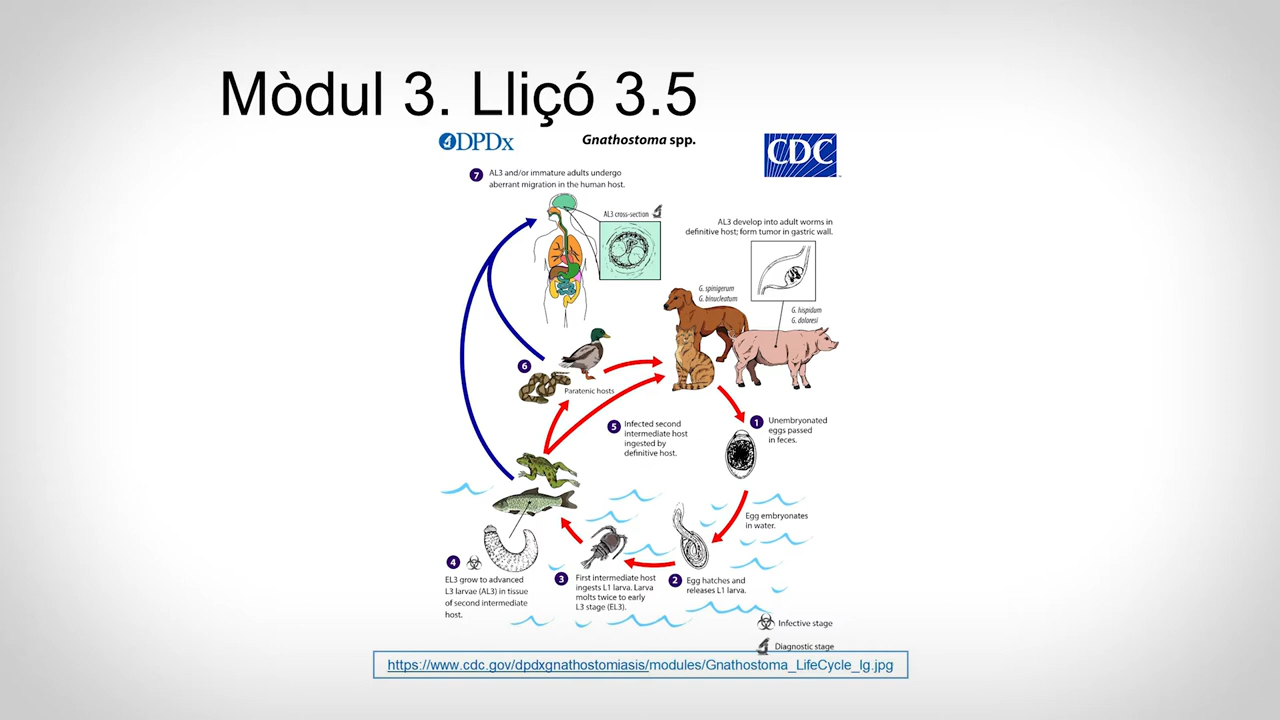 Mòdul 3. Lliçó 3.5
DPDx
Gnathostoma spp.
CDC
7 AL3 and/or immature adults undergo
aberrant migration in the human host.
AL3 cross-section
AL3 develop into adult worms in
definitive host; form tumor in gastric wall.
G. spinigerum
G. binucleatum
G. hispidum
G. doloresi
6
Paratenic hosts
5 Infected second
intermediate host
ingested by
definitive host.
1 Unembryonated
eggs passed
in feces.
Egg embryonates
in water.
4
EL3 grow to advanced
L3 larvae (AL3) in tissue
of second intermediate
host.
3 First intermediate host
ingests L1 larva. Larva
molts twice to early
L3 stage (EL3).
2 Egg hatches and
releases L1 larva.
Infective stage
Diagnostic stage
https://www.cdc.gov/dpdxgnathostomiasis/modules/Gnathostoma_LifeCycle_lg.jpg